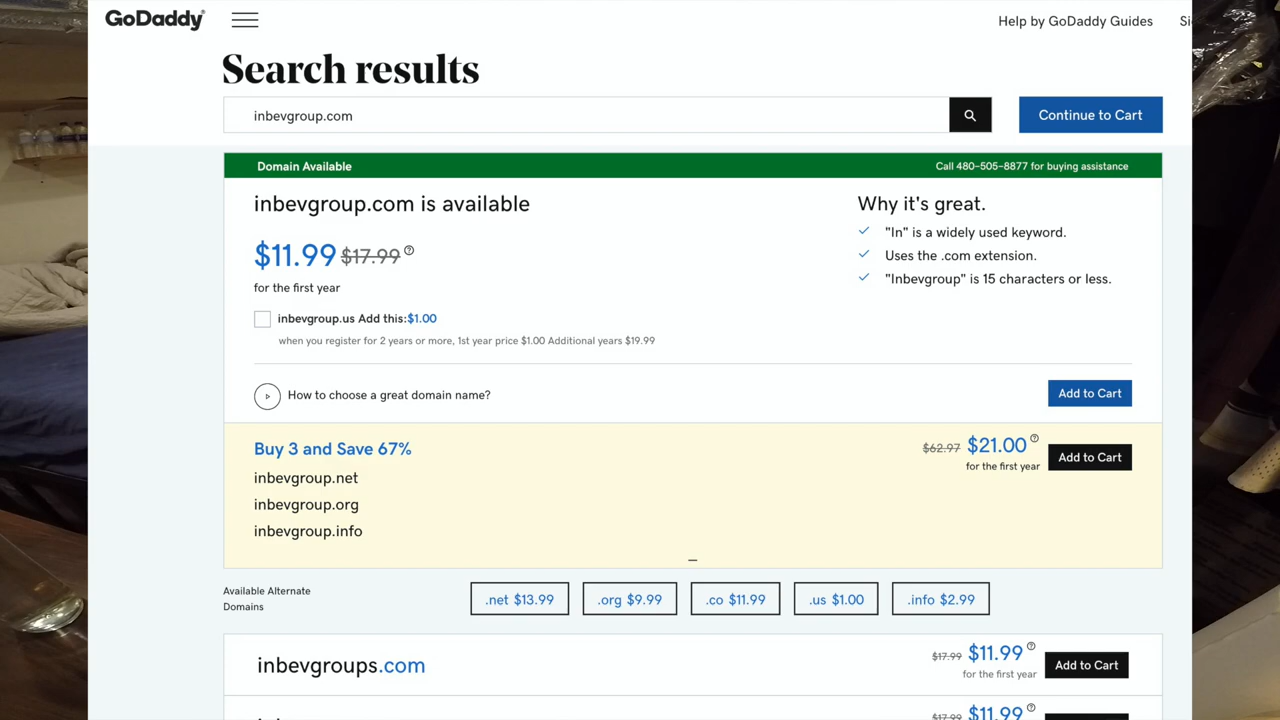 GoDaddy
Help by GoDaddy Guides
Search results
inbevgroup.com
Continue to Cart
Domain Available
Call 480-505-8877 for buying assistance
inbevgroup.com is available
Why it's great.
$11.99 $17.99
"In" is a widely used keyword.
Uses the .com extension.
"Inbevgroup" is 15 characters or less.
for the first year
inbevgroup.us Add this:$1.00
when you register for 2 years or more, 1st year price $1.00 Additional years $19.99
How to choose a great domain name?
Add to Cart
Buy 3 and Save 67%
$62.97 $21.00
for the first year
Add to Cart
inbevgroup.net
inbevgroup.org
inbevgroup.info
Available Alternate
Domains
.net $13.99
.org $9.99
.co $11.99
.us $1.00
.info $2.99
inbevgroups.com
$17.99 $11.99
for the first year
Add to Cart
$17.99 $11.99